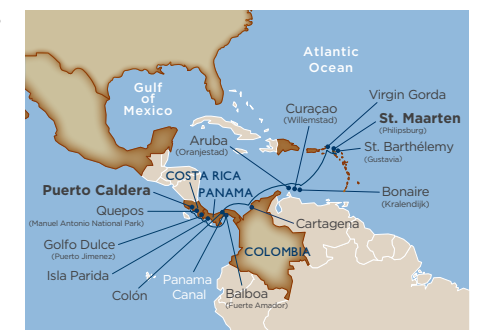 Atlantic
Ocean
Gulf
of
Mexico
Virgin Gorda
Curaçao
(Willemstad)
St. Maarten
(Philipsburg)
Aruba
(Oranjestad)
St. Barthélemy
(Gustavia)
COSTA RICA
Puerto Caldera
PANAMA
Bonaire
(Kralendijk)
Quepos
(Manuel Antonio National Park)
Cartagena
Golfo Dulce
(Puerto Jimenez)
COLOMBIA
Isla Parida
Panama
Canal
Colón
Balboa
(Fuerte Amador)